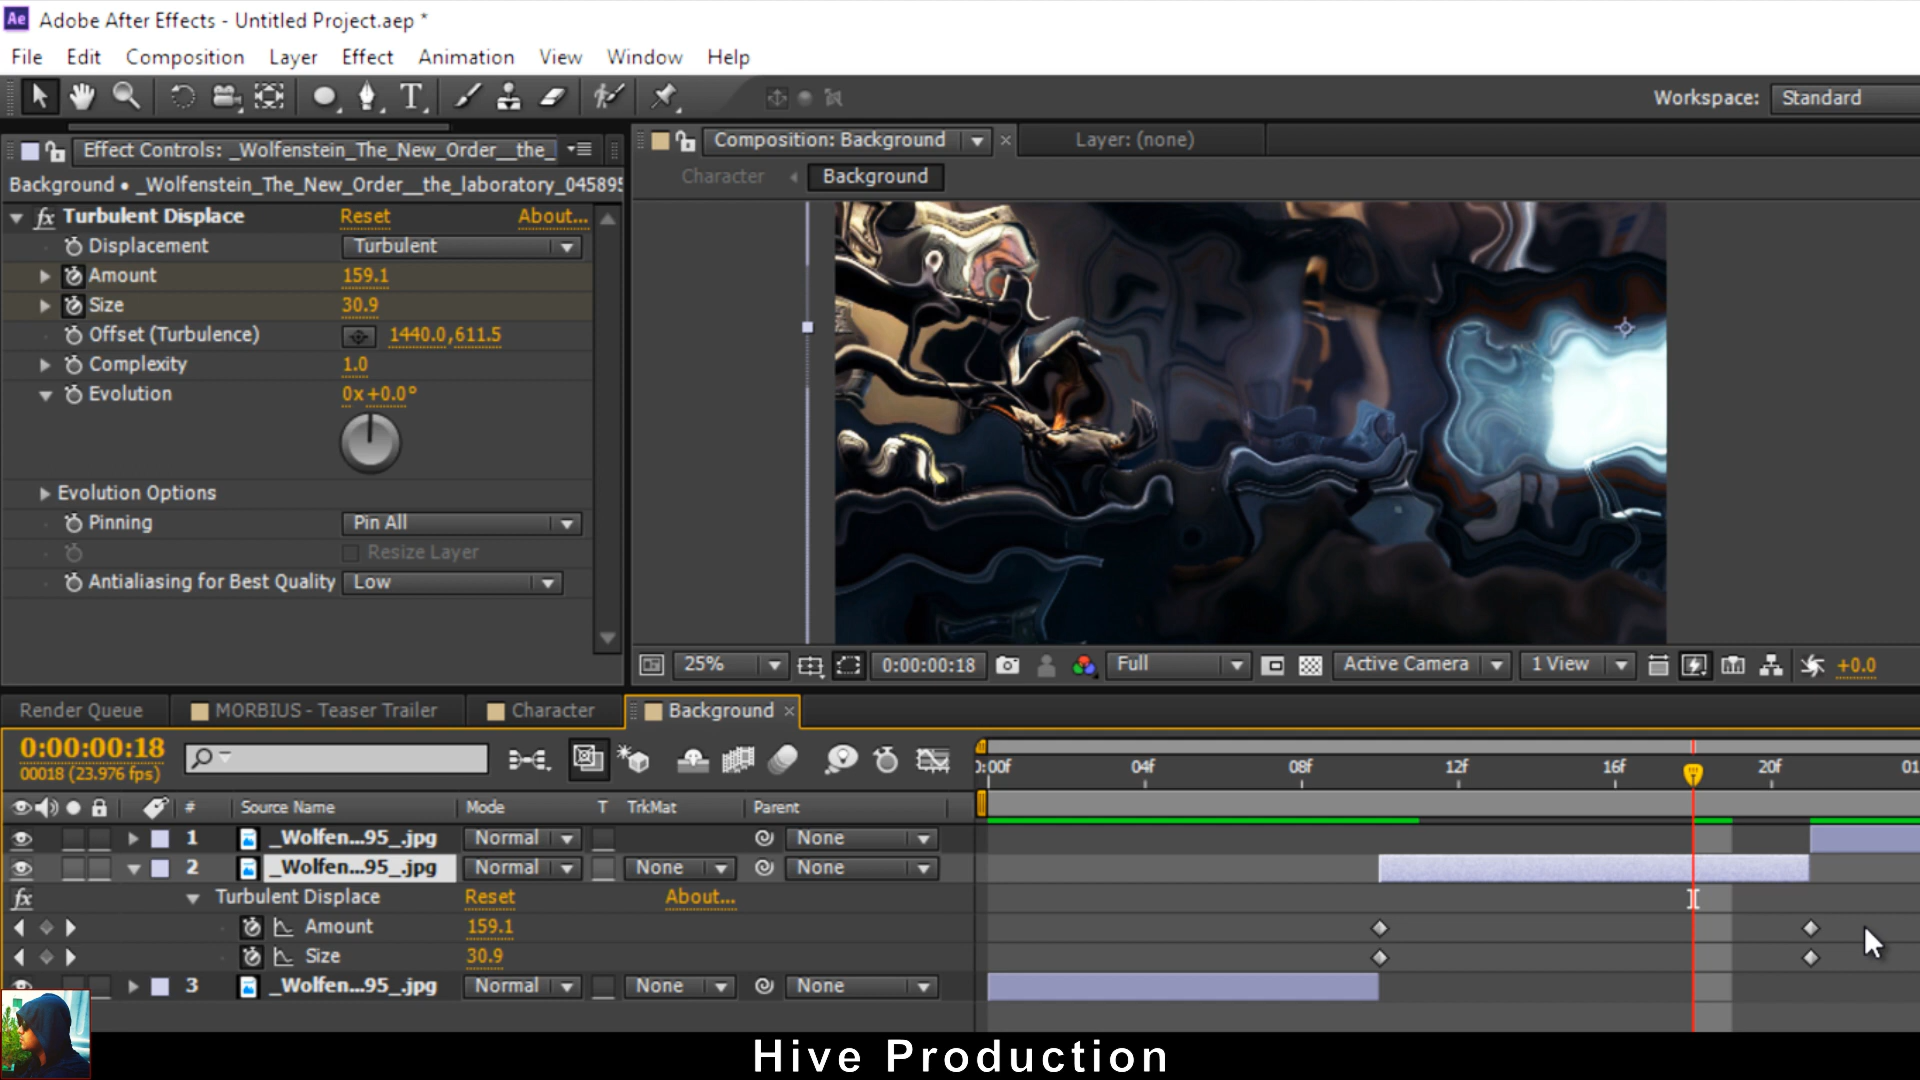 Ae Adobe After Effects - Untitled Project.aep *
File Edit Composition Layer Effect Animation View Window Help
T Workspace: Standard
Effect Controls: _Wolfenstein_The_New_Order__the_
Composition: Background × Layer: (none)
Character Background
Background • _Wolfenstein_The_New_Order__the_laboratory_045895
fx Turbulent Displace Reset About...
Displacement Turbulent
Amount 159.1
Size 30.9
Offset (Turbulence) 1440.0,611.5
Complexity 1.0
Evolution 0x+0.0°
Evolution Options
Pinning Pin All
Resize Layer
Antialiasing for Best Quality Low
25% 0:00:00:18 Full Active Camera 1 View +0.0
Render Queue MORBIUS - Teaser Trailer Character Background ×
0:00:00:18
00018 (23.976 fps)
0:00f 04f 08f 12f 16f 20f 01
# Source Name Mode T TrkMat Parent
1 _Wolfen...95_.jpg Normal None
2 _Wolfen...95_.jpg Normal None None
fx Turbulent Displace Reset About...
Amount 159.1
Size 30.9
3 _Wolfen...95_.jpg Normal None None
Hive Production